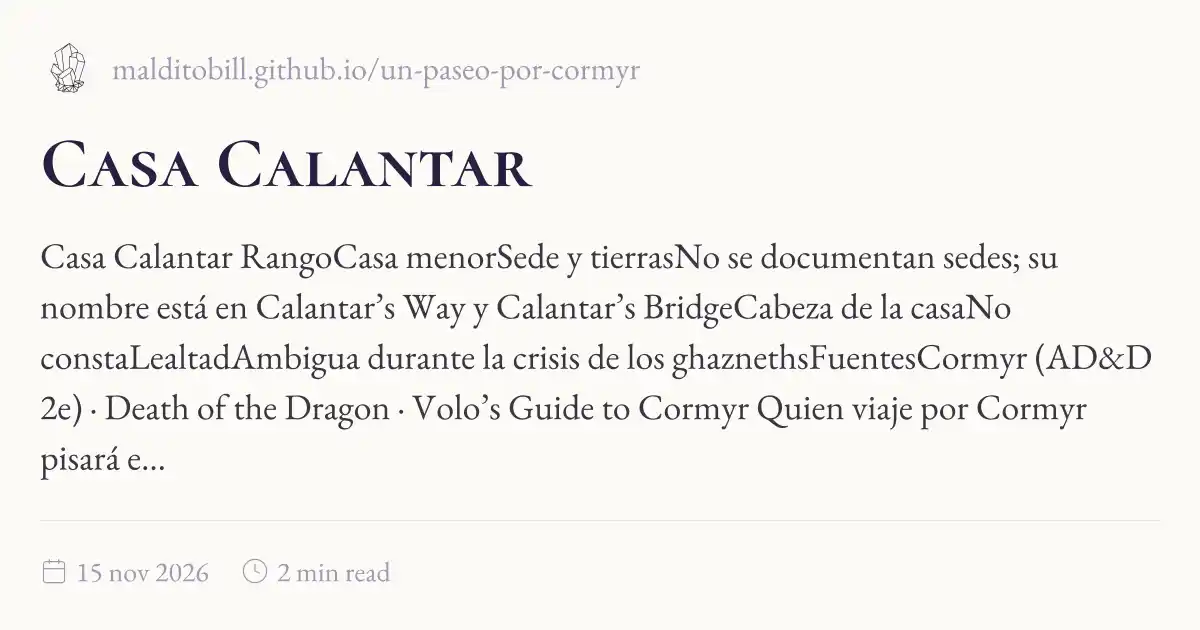 malditobill.github.io/un-paseo-por-cormyr
Casa Calantar
Casa Calantar RangoCasa menorSede y tierrasNo se documentan sedes; su
nombre está en Calantar’s Way y Calantar’s BridgeCabeza de la casaNo
constaLealtadAmbigua durante la crisis de los ghaznethsFuentesCormyr (AD&D
2e) · Death of the Dragon · Volo’s Guide to Cormyr Quien viaje por Cormyr
pisará e...
15 nov 2026 2 min read